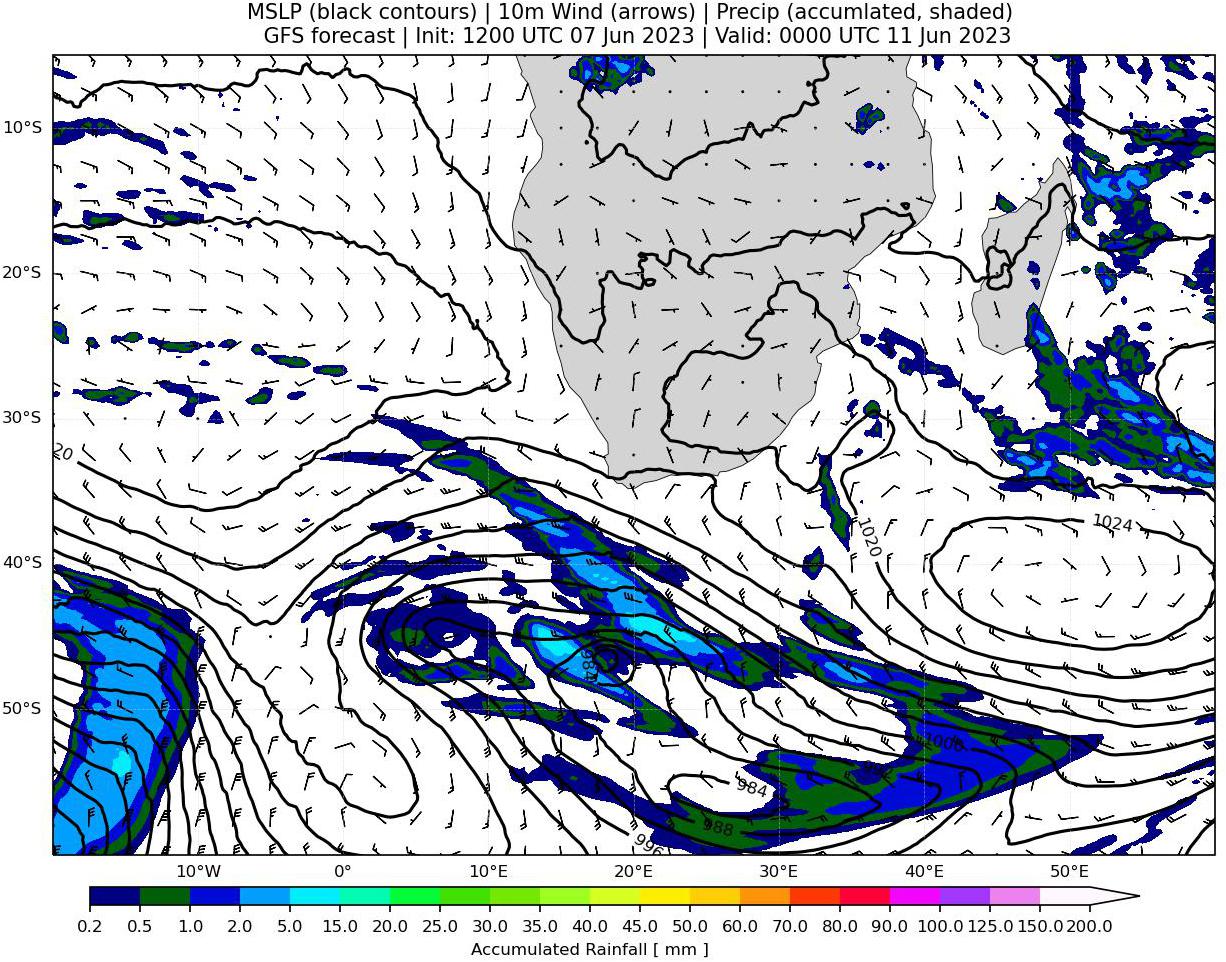 MSLP (black contours) | 10m Wind (arrows) | Precip (accumlated, shaded)
GFS forecast | Init: 1200 UTC 07 Jun 2023 | Valid: 0000 UTC 11 Jun 2023
10°S
20°S
30°S
20
1024
1020
40°S
984
50°S
1000
992
984
988
996
10°W
0°
10°E
20°E
30°E
40°E
50°E
0.2 0.5 1.0 2.0 5.0 10.0 15.0 20.0 25.0 30.0 35.0 40.0 45.0 50.0 60.0 70.0 80.0 90.0 100.0 125.0 150.0 200.0
Accumulated Rainfall [ mm ]